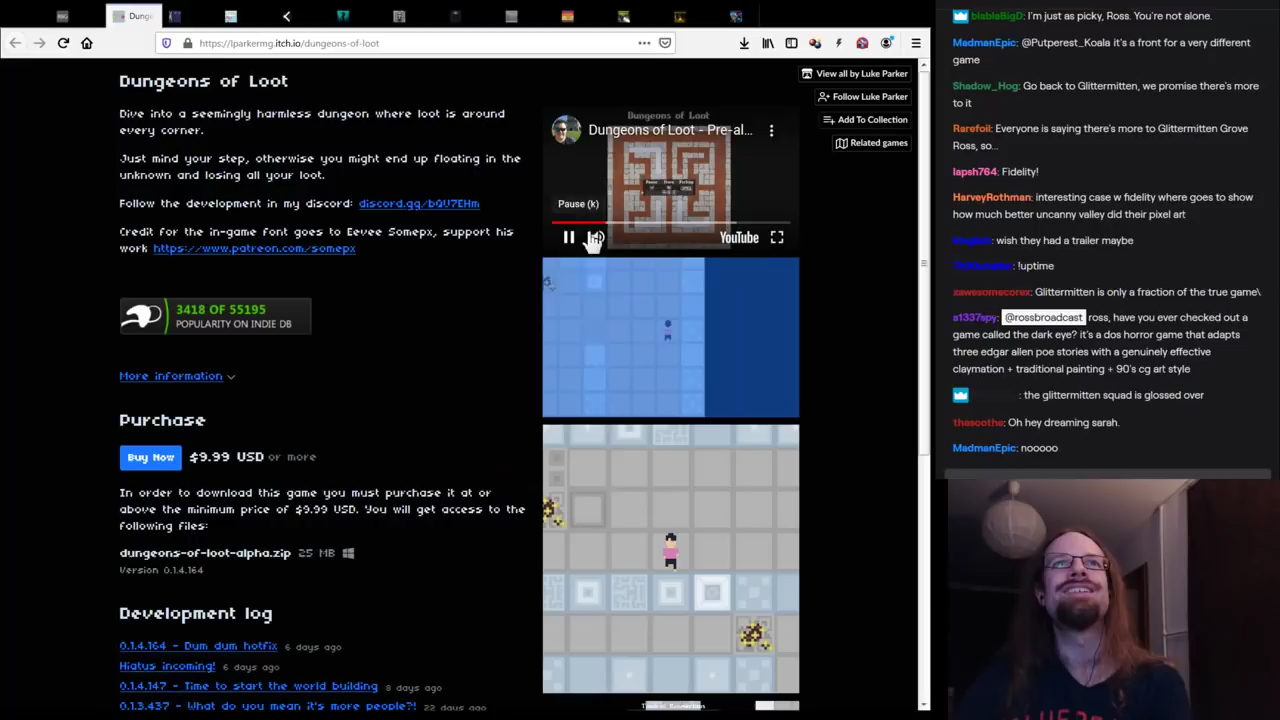 Dung
https://lparkermg.itch.io/dungeons-of-loot
Dungeons of Loot
Dive into a seemingly harmless dungeon where loot is around
every corner.
Just mind your step, otherwise you might end up floating in the
unknown and losing all your loot.
Follow the development in my discord: discord.gg/bQV7EHm
Credit for the in-game font goes to Eevee Somepx, support his
work https://www.patreon.com/somepx
3418 OF 55195
POPULARITY ON INDIE DB
More information
Purchase
Buy Now $9.99 USD or more
In order to download this game you must purchase it at or
above the minimum price of $9.99 USD. You will get access to the
following files:
dungeons-of-loot-alpha.zip 25 MB
Version 0.1.4.164
Development log
0.1.4.164 - Dum dum hotfix 6 days ago
Hiatus incoming! 6 days ago
0.1.4.147 - Time to start the world building 8 days ago
0.1.3.437 - What do you mean it's more people?! 22 days ago
View all by Luke Parker
Follow Luke Parker
Add To Collection
Related games
Dungeons of Loot
Dungeons of Loot - Pre-al...
Pause (k)
YouTube
blableBigD: I'm just as picky, Ross. You're not alone.
MadmanEpic: @Putperest_Koala it's a front for a very different
game
Shadow_Hog: Go back to Glittermitten, we promise there's more
to it
Rarefoil: Everyone is saying there's more to Glittermitten Grove
Ross, so...
lapsh764: Fidelity!
HarveyRothman: interesting case w fidelity where goes to show
how much better uncanny valley did their pixel art
: wish they had a trailer maybe
: !uptime
zawesomecorex: Glittermitten is only a fraction of the true game\
s1337spy: @rossbroadcast ross, have you ever checked out a
game called the dark eye? it's a dos horror game that adapts
three edgar allen poe stories with a genuinely effective
claymation + traditional painting + 90's cg art style
: the glittermitten squad is glossed over
thesooths: Oh hey dreaming sarah.
MadmanEpic: nooooo